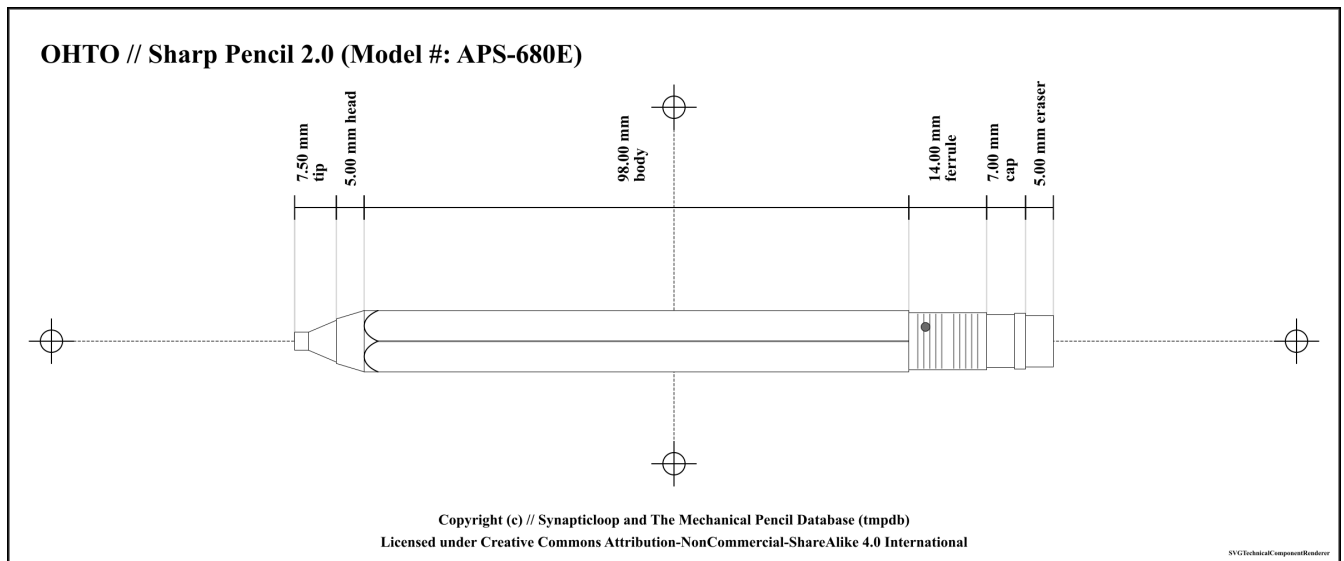 OHTO // Sharp Pencil 2.0 (Model #: APS-680E)
7.50 mm
tip
5.00 mm head
98.00 mm
body
14.00 mm
ferrule
7.00 mm
cap
5.00 mm eraser
Copyright (c) // Synapticloop and The Mechanical Pencil Database (tmpdb)
Licensed under Creative Commons Attribution-NonCommercial-ShareAlike 4.0 International
SVGTechnicalComponentRenderer